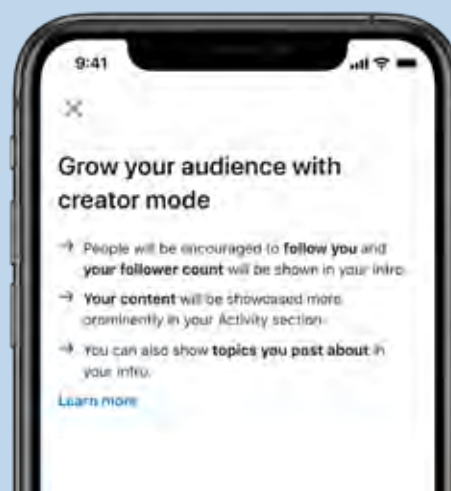 9:41
Grow your audience with
creator mode
→ People will be encouraged to follow you and
your follower count will be shown in your intro.
→ Your content will be showcased more
prominently in your Activity section.
→ You can also show topics you post about in
your intro.
Learn more